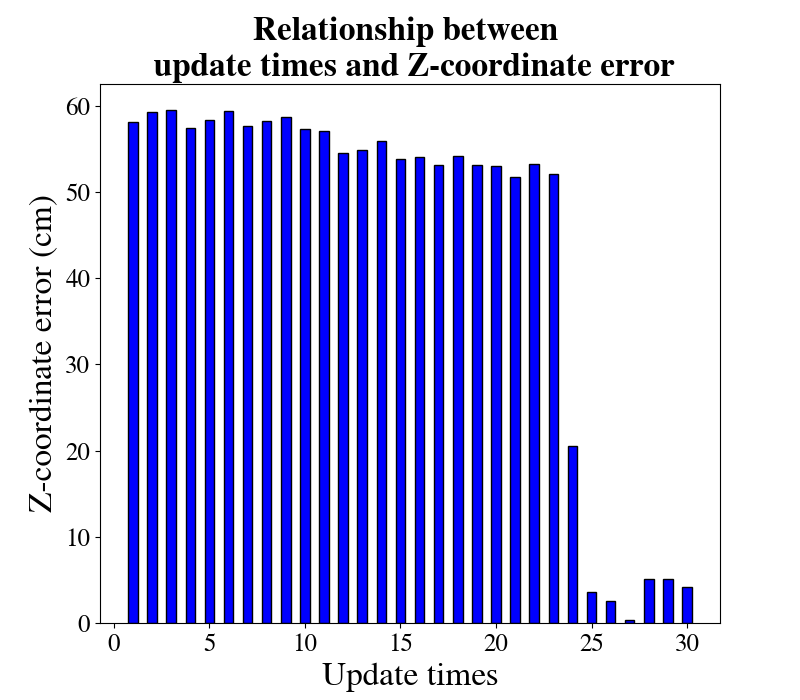 Relationship between
update times and Z-coordinate error
Z-coordinate error (cm)
60
50
40
30
20
10
0
0 5 10 15 20 25 30
Update times